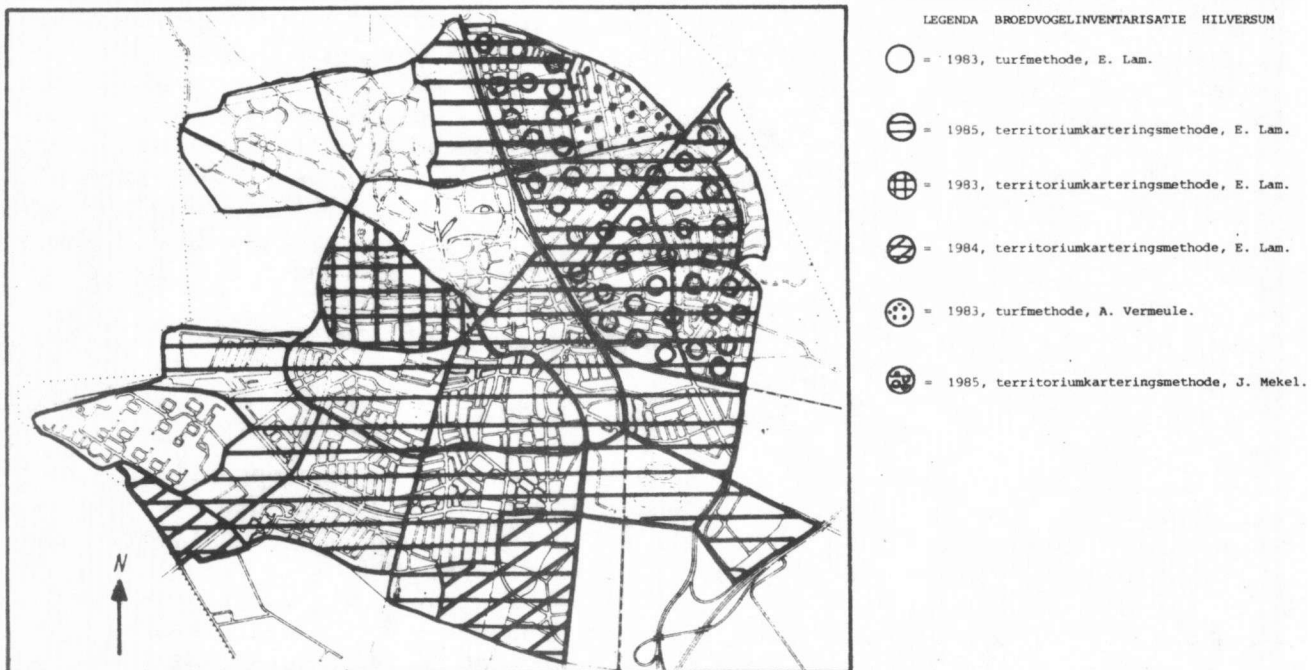 LEGENDA BROEDVOGELINVENTARISATIE HILVERSUM
= 1983, turfmethode, E. Lam.
= 1985, territoriumkarteringsmethode, E. Lam.
= 1983, territoriumkarteringsmethode, E. Lam.
= 1984, territoriumkarteringsmethode, E. Lam.
= 1983, turfmethode, A. Vermeule.
= 1985, territoriumkarteringsmethode, J. Mekel.
N